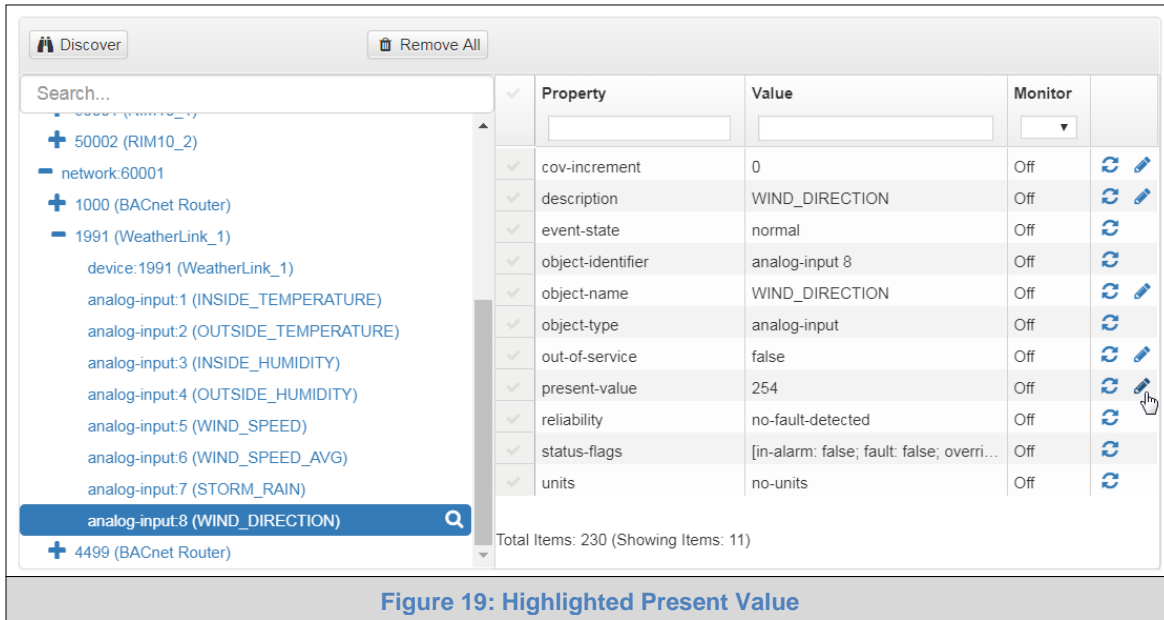 Discover
Remove All
Search...
50002 (RIM10_2)
network:60001
1000 (BACnet Router)
1991 (WeatherLink_1)
device:1991 (WeatherLink_1)
analog-input:1 (INSIDE_TEMPERATURE)
analog-input:2 (OUTSIDE_TEMPERATURE)
analog-input:3 (INSIDE_HUMIDITY)
analog-input:4 (OUTSIDE_HUMIDITY)
analog-input:5 (WIND_SPEED)
analog-input:6 (WIND_SPEED_AVG)
analog-input:7 (STORM_RAIN)
analog-input:8 (WIND_DIRECTION)
4499 (BACnet Router)
Property Value Monitor
cov-increment 0 Off
description WIND_DIRECTION Off
event-state normal Off
object-identifier analog-input 8 Off
object-name WIND_DIRECTION Off
object-type analog-input Off
out-of-service false Off
present-value 254 Off
reliability no-fault-detected Off
status-flags [in-alarm: false; fault: false; overri... Off
units no-units Off
Total Items: 230 (Showing Items: 11)
Figure 19: Highlighted Present Value